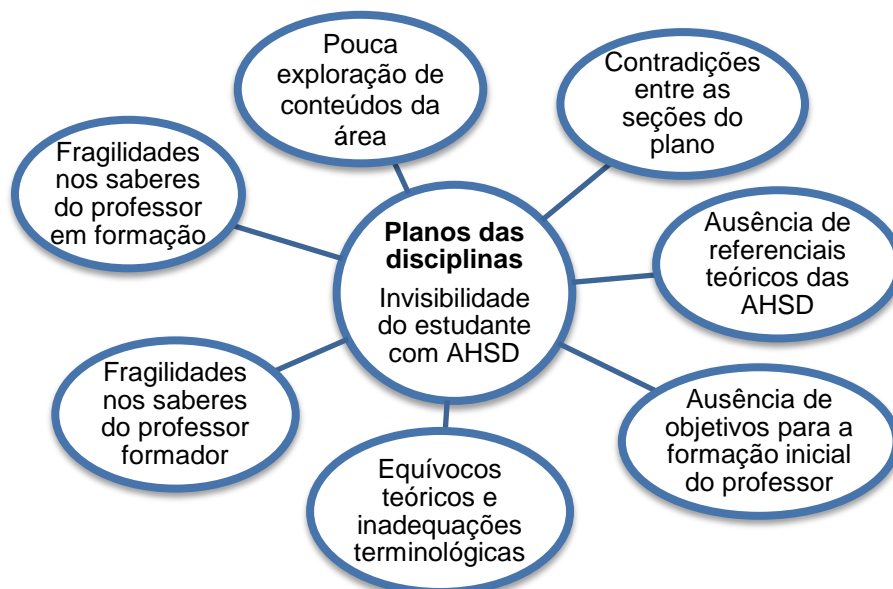 Pouca
exploração de
conteúdos da
área
Contradições
entre as
seções do
plano
Fragilidades
nos saberes
do professor
em formação
Planos das
disciplinas
Invisibilidade
do estudante
com AHSD
Ausência de
referenciais
teóricos das
AHSD
Fragilidades
nos saberes
do professor
formador
Ausência de
objetivos para a
formação inicial
do professor
Equívocos
teóricos e
inadequações
terminológicas